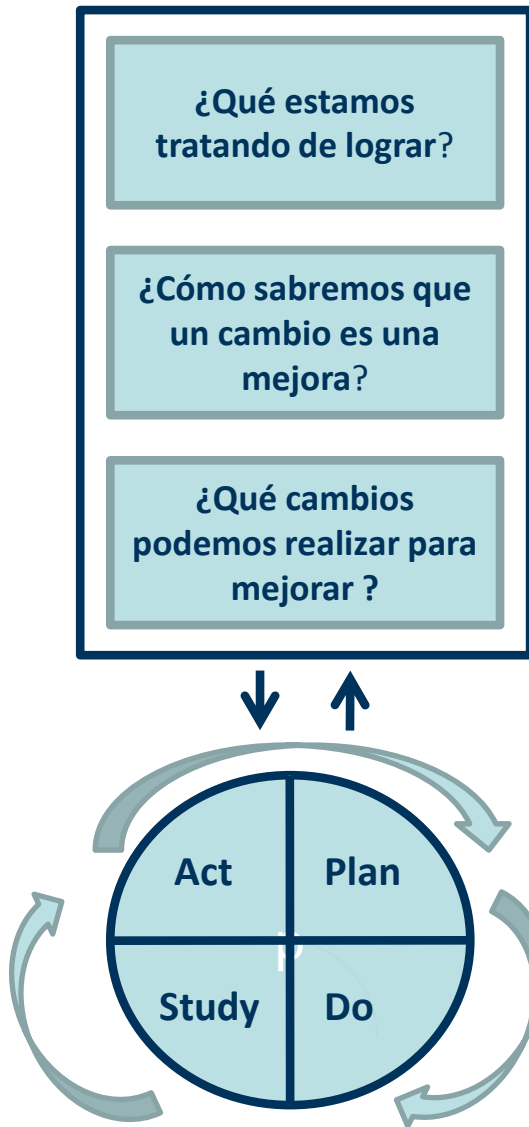 ¿Qué estamos
tratando de lograr?
¿Cómo sabremos que
un cambio es una
mejora?
¿Qué cambios
podemos realizar para
mejorar ?
Act
Plan
p
Study
Do